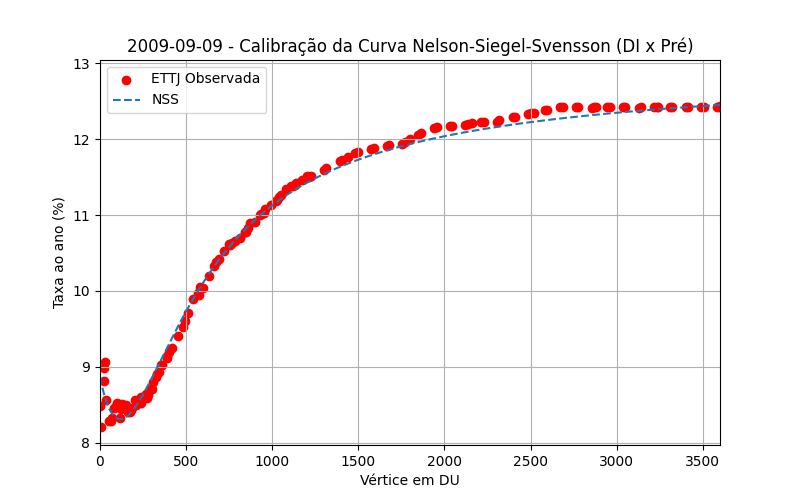 2009-09-09 - Calibração da Curva Nelson-Siegel-Svensson (DI x Pré)
ETTJ Observada
NSS
Taxa ao ano (%)
13
12
11
10
9
8
0 500 1000 1500 2000 2500 3000 3500
Vértice em DU